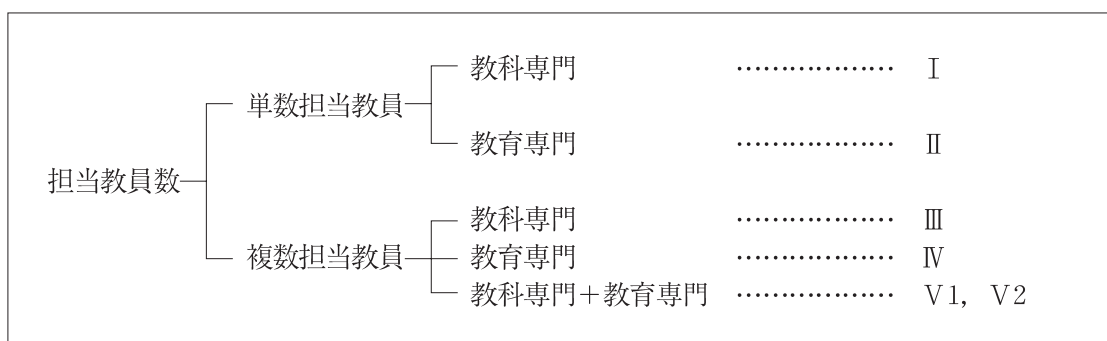 教科専門 ……………… Ⅰ
単数担当教員
教育専門 ……………… Ⅱ
担当教員数
教科専門 ……………… Ⅲ
複数担当教員 教育専門 ……………… Ⅳ
教科専門+教育専門 ……………… Ⅴ1, Ⅴ2